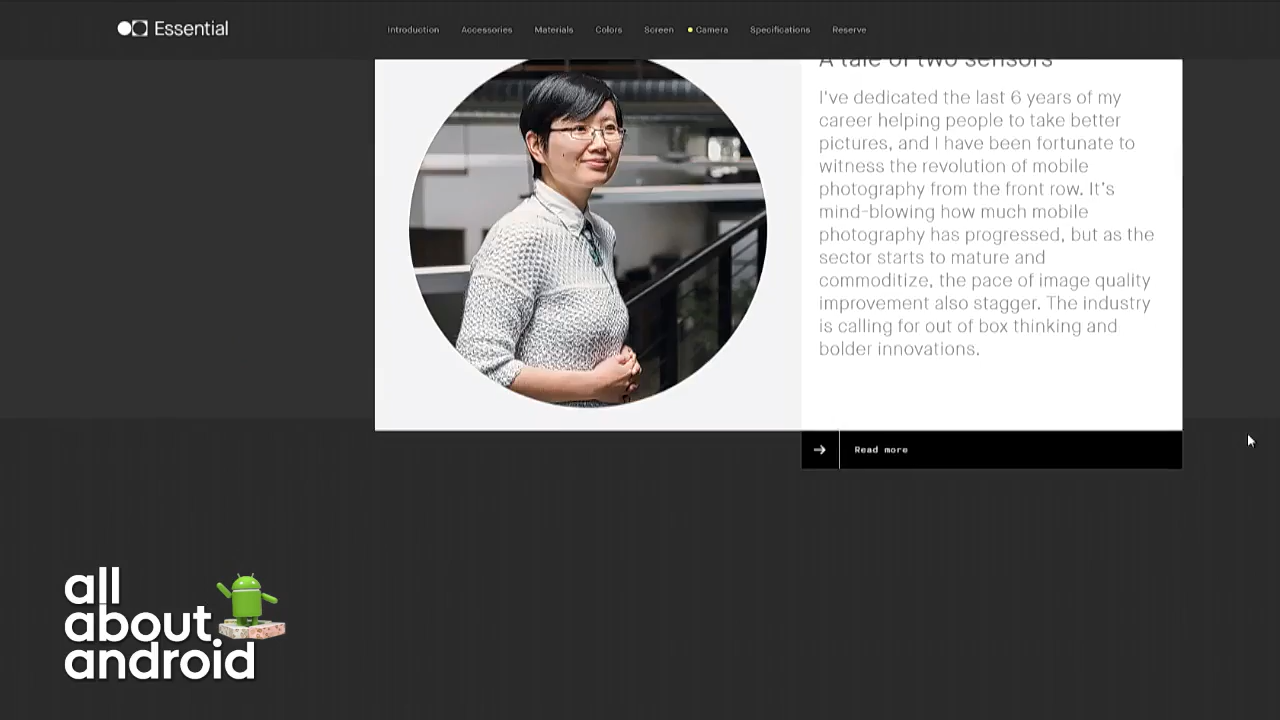 Essential
Introduction Accessories Materials Colors Screen Camera Specifications Reserve
A tale of two sensors
I've dedicated the last 6 years of my
career helping people to take better
pictures, and I have been fortunate to
witness the revolution of mobile
photography from the front row. It's
mind-blowing how much mobile
photography has progressed, but as the
sector starts to mature and
commoditize, the pace of image quality
improvement also stagger. The industry
is calling for out of box thinking and
bolder innovations.
Read more
all
about
android